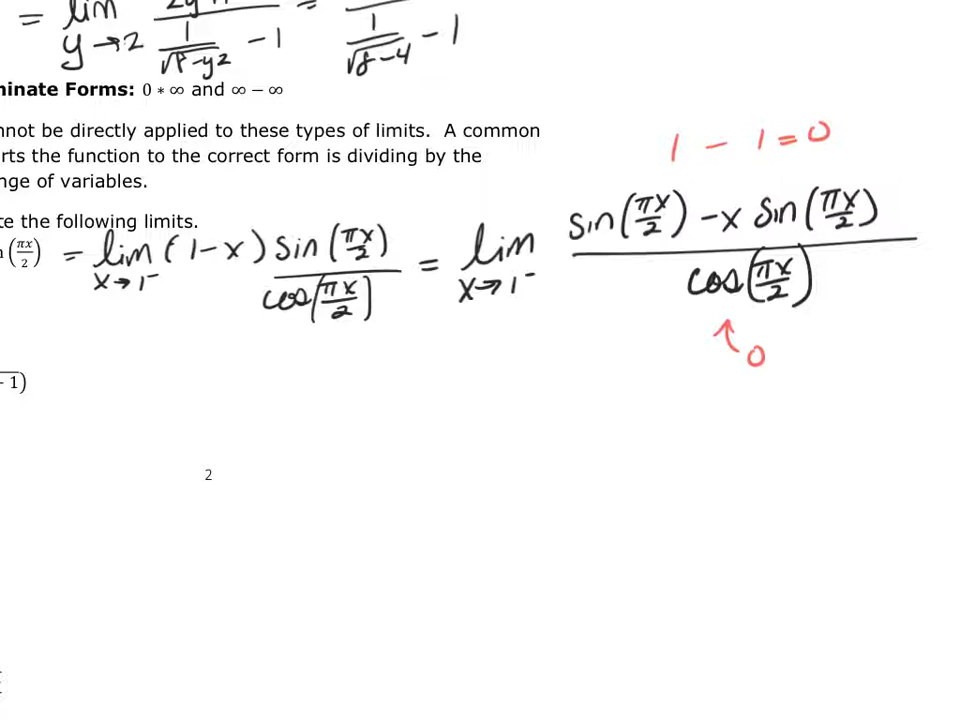 = lim y→2 / 1/√8-y² - 1 = / 1/√8-4 - 1
minate Forms: 0 ∗ ∞ and ∞ − ∞
nnot be directly applied to these types of limits. A common
rts the function to the correct form is dividing by the
nge of variables.
1 - 1 = 0
te the following limits.
n (πx/2) = lim x→1⁻ (1-x) sin(πx/2) / cos(πx/2) = lim x→1⁻ sin(πx/2) - x sin(πx/2) / cos(πx/2)
↑ 0
- 1)
2